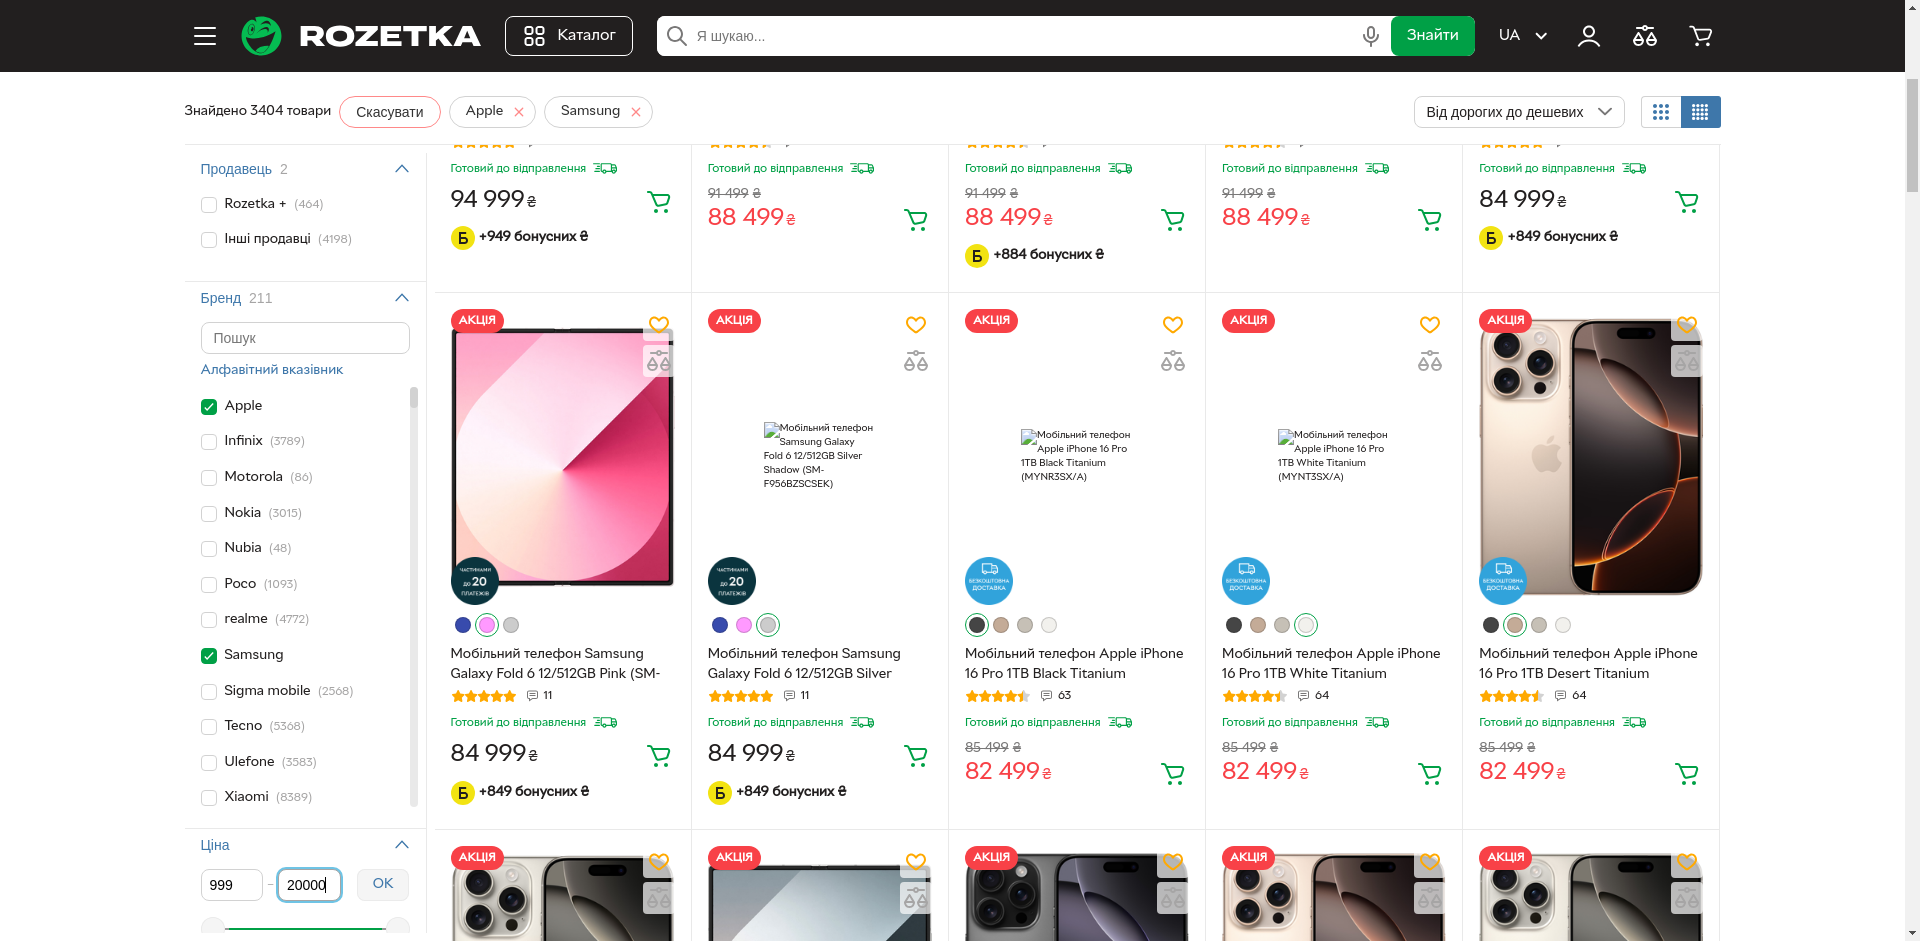 ROZETKA
Каталог
Я шукаю...
Знайти
UA
Знайдено 3404 товари
Скасувати
Apple
Samsung
Від дорогих до дешевих
Продавець 2
Rozetka + (464)
Інші продавці (4198)
Бренд 211
Пошук
Алфавітний вказівник
Apple
Infinix (3789)
Motorola (86)
Nokia (3015)
Nubia (48)
Poco (1093)
realme (4772)
Samsung
Sigma mobile (2568)
Tecno (5368)
Ulefone (3583)
Xiaomi (8389)
Ціна
999 - 20000
OK
Готовий до відправлення
94 999 ₴
Б +949 бонусних ₴
Готовий до відправлення
91 499 ₴
88 499 ₴
Готовий до відправлення
91 499 ₴
88 499 ₴
Б +884 бонусних ₴
Готовий до відправлення
91 499 ₴
88 499 ₴
Готовий до відправлення
84 999 ₴
Б +849 бонусних ₴
АКЦІЯ
ЧАСТИНАМИ
до 20
ПЛАТЕЖІВ
Мобільний телефон Samsung
Galaxy Fold 6 12/512GB Pink (SM-
11
Готовий до відправлення
84 999 ₴
Б +849 бонусних ₴
АКЦІЯ
Мобільний телефон
Samsung Galaxy
Fold 6 12/512GB Silver
Shadow (SM-
F956BZSCSEK)
ЧАСТИНАМИ
до 20
ПЛАТЕЖІВ
Мобільний телефон Samsung
Galaxy Fold 6 12/512GB Silver
11
Готовий до відправлення
84 999 ₴
Б +849 бонусних ₴
АКЦІЯ
Мобільний телефон
Apple iPhone 16 Pro
1TB Black Titanium
(MYNR3SX/A)
БЕЗКОШТОВНА
ДОСТАВКА
Мобільний телефон Apple iPhone
16 Pro 1TB Black Titanium
63
Готовий до відправлення
85 499 ₴
82 499 ₴
АКЦІЯ
Мобільний телефон
Apple iPhone 16 Pro
1TB White Titanium
(MYNT3SX/A)
БЕЗКОШТОВНА
ДОСТАВКА
Мобільний телефон Apple iPhone
16 Pro 1TB White Titanium
64
Готовий до відправлення
85 499 ₴
82 499 ₴
АКЦІЯ
БЕЗКОШТОВНА
ДОСТАВКА
Мобільний телефон Apple iPhone
16 Pro 1TB Desert Titanium
64
Готовий до відправлення
85 499 ₴
82 499 ₴
АКЦІЯ
АКЦІЯ
АКЦІЯ
АКЦІЯ
АКЦІЯ